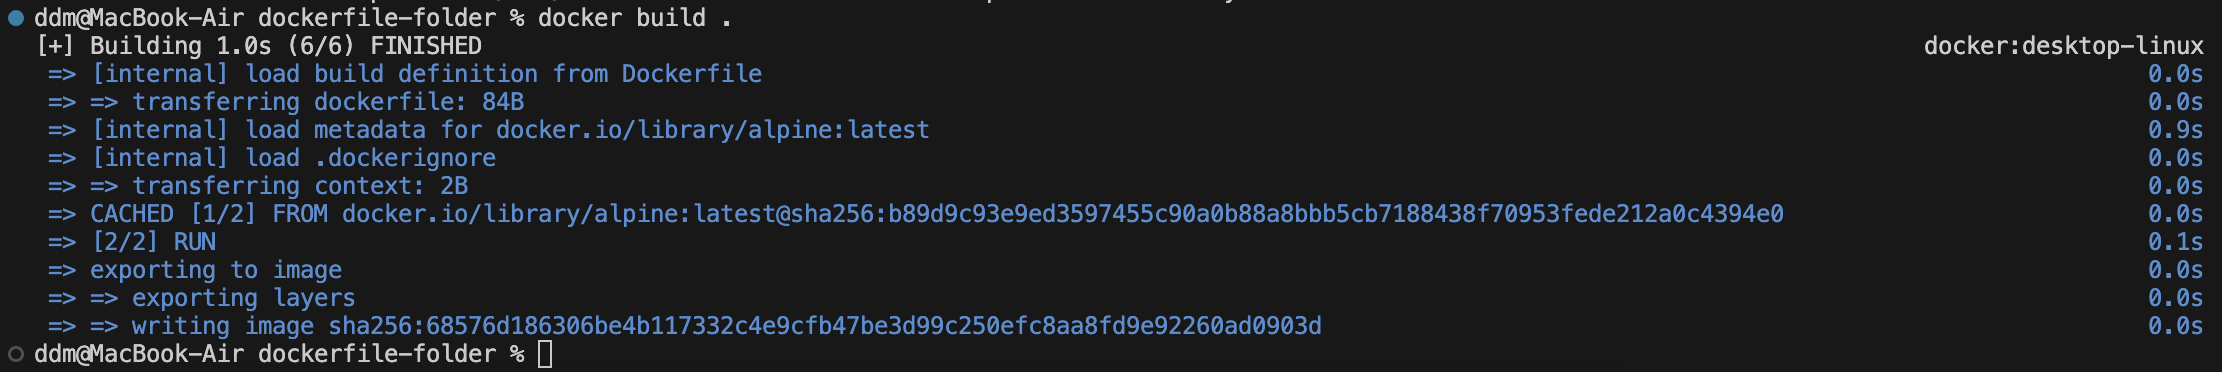 ddm@MacBook-Air dockerfile-folder % docker build .
[+] Building 1.0s (6/6) FINISHED docker:desktop-linux
=> [internal] load build definition from Dockerfile 0.0s
=> => transferring dockerfile: 84B 0.0s
=> [internal] load metadata for docker.io/library/alpine:latest 0.9s
=> [internal] load .dockerignore 0.0s
=> => transferring context: 2B 0.0s
=> CACHED [1/2] FROM docker.io/library/alpine:latest@sha256:b89d9c93e9ed3597455c90a0b88a8bbb5cb7188438f70953fede212a0c4394e0 0.0s
=> [2/2] RUN 0.1s
=> exporting to image 0.0s
=> => exporting layers 0.0s
=> => writing image sha256:68576d186306be4b117332c4e9cfb47be3d99c250efc8aa8fd9e92260ad0903d 0.0s
ddm@MacBook-Air dockerfile-folder %